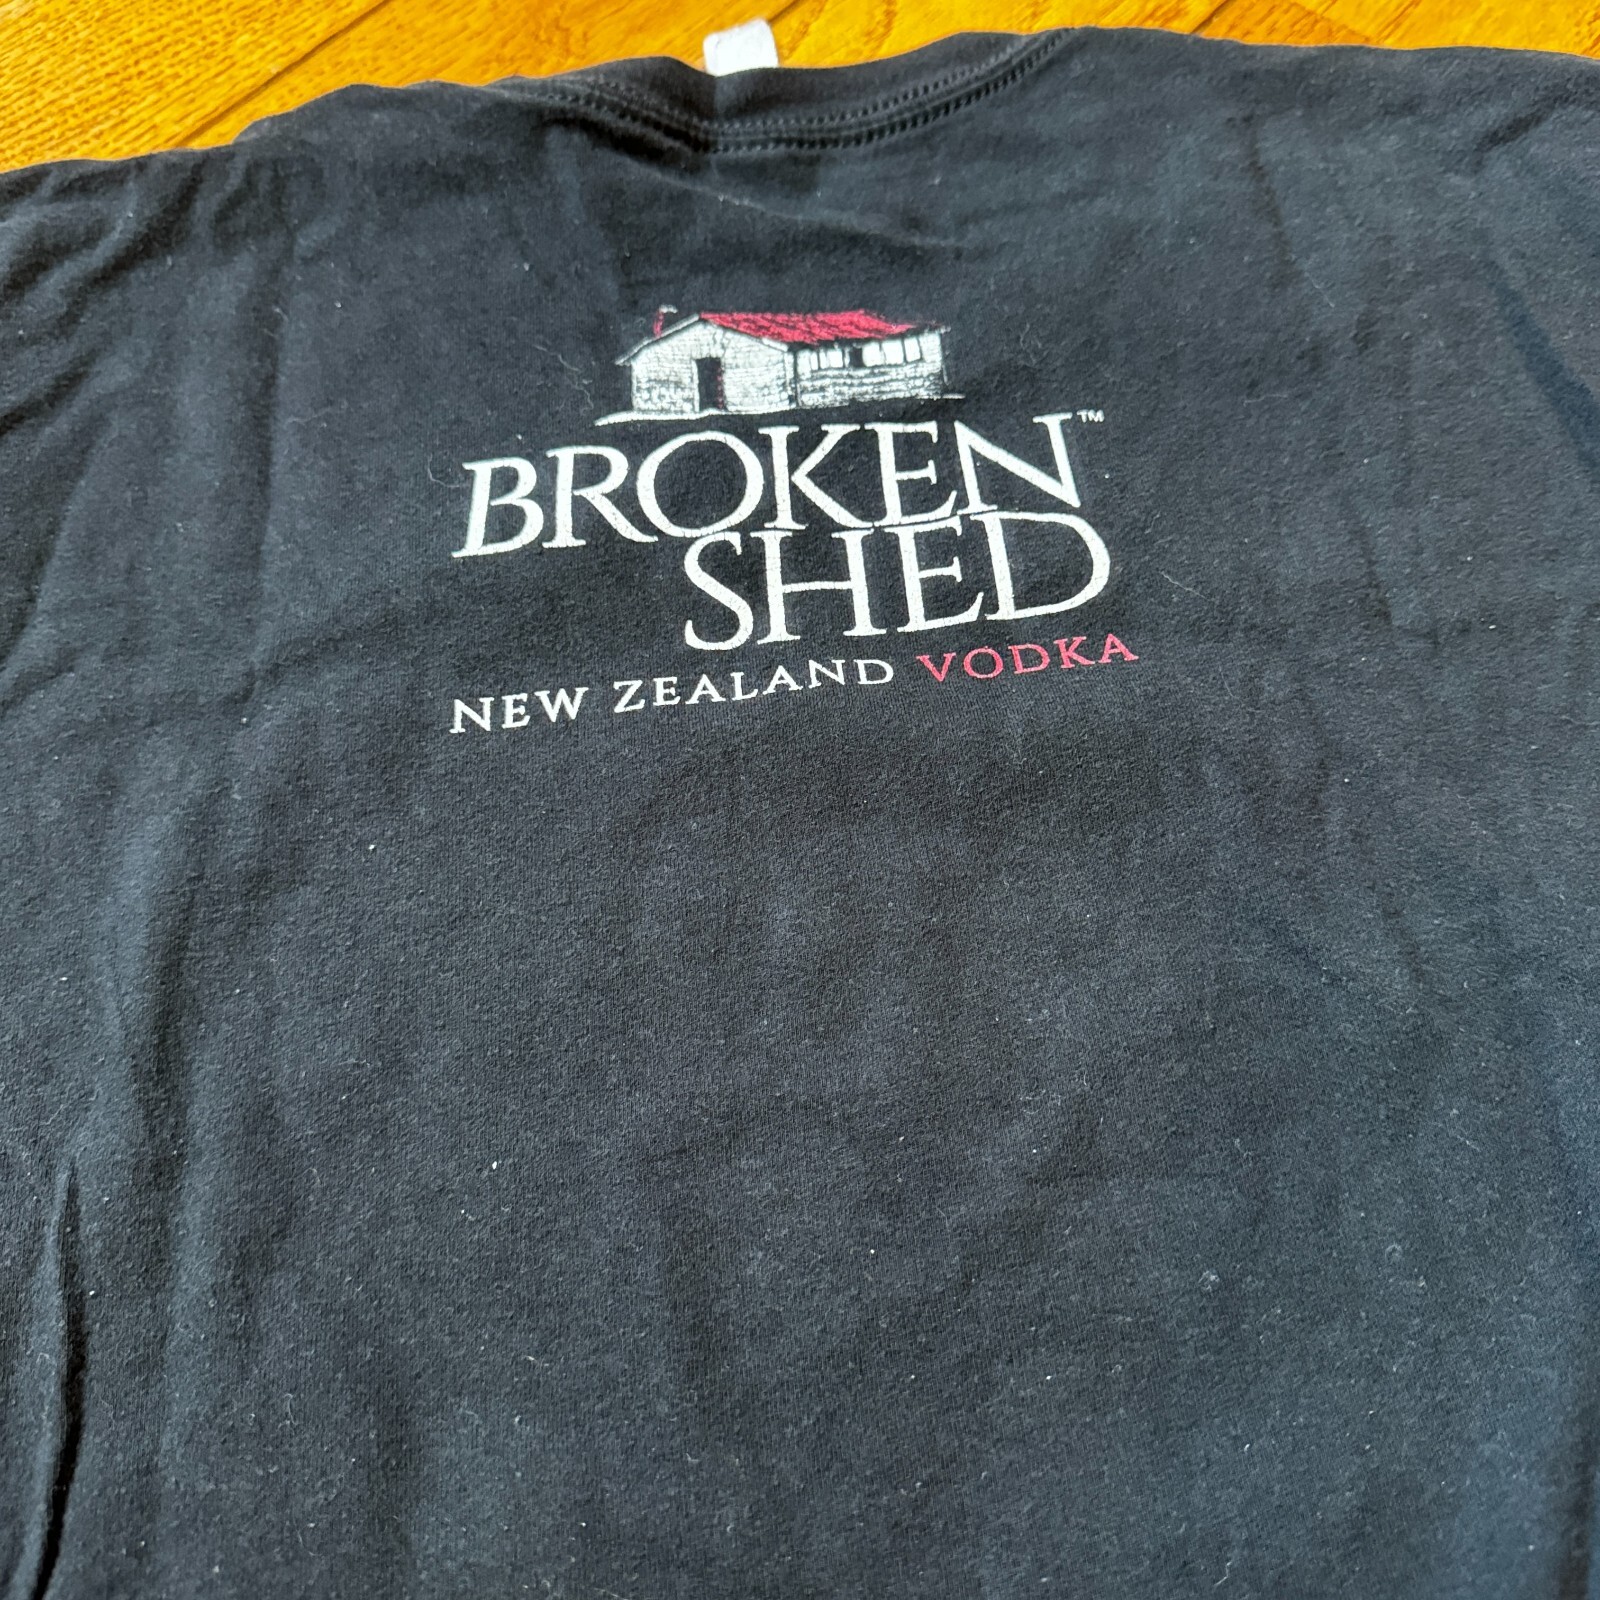 BROKEN™
SHED
NEW ZEALAND VODKA